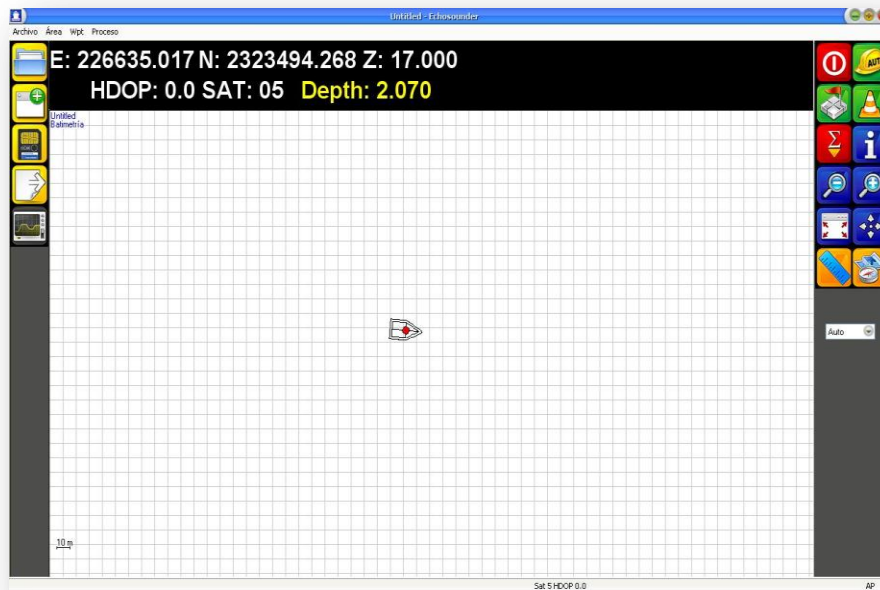 Untitled - Echosounder
Archivo Área Wpt Proceso
E: 226635.017 N: 2323494.268 Z: 17.000
HDOP: 0.0 SAT: 05 Depth: 2.070
AUT
Untitled
Batimetría
Σ
i
Auto
10 m
Sat 5 HDOP 0.0
AP